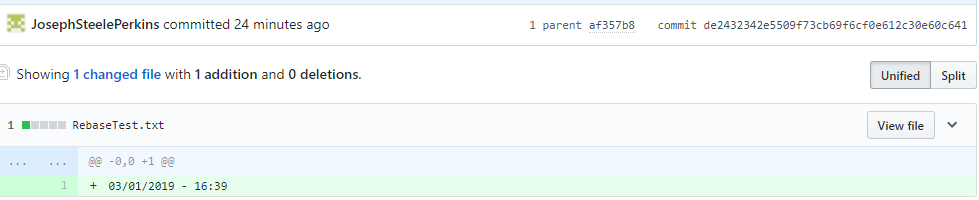 JosephSteelePerkins committed 24 minutes ago 1 parent af357b8 commit de2432342e5509f73cb69f6cf0e612c30e60c641
Showing 1 changed file with 1 addition and 0 deletions. Unified Split
1 RebaseTest.txt View file
... ... @@ -0,0 +1 @@
1 + 03/01/2019 - 16:39